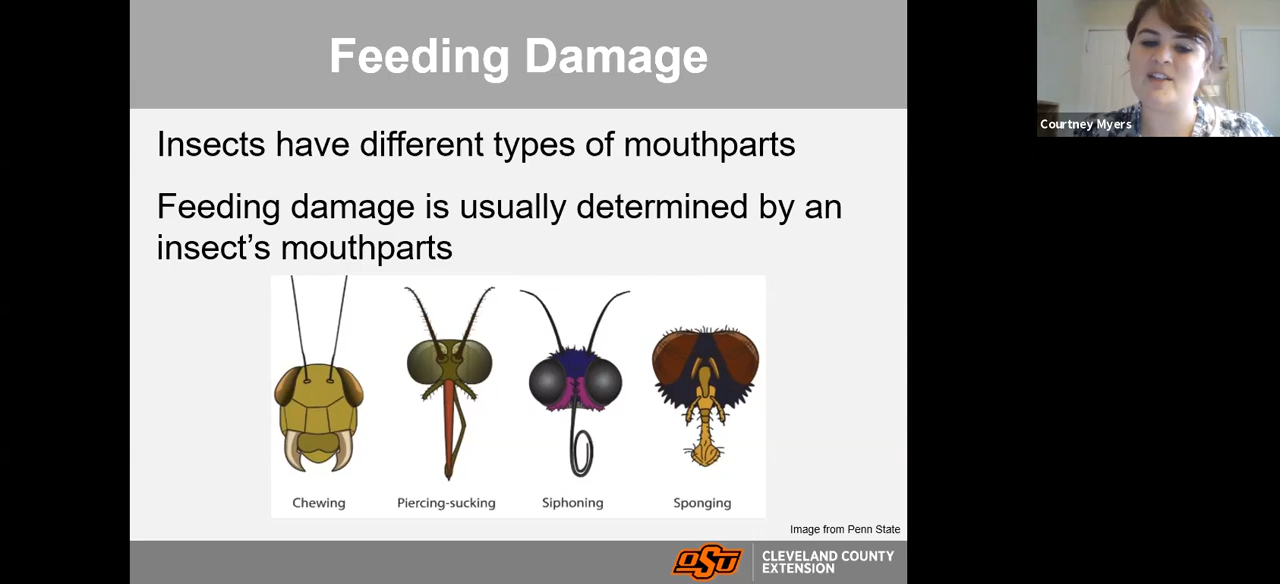 Feeding Damage
Insects have different types of mouthparts
Feeding damage is usually determined by an
insect’s mouthparts
Chewing
Piercing-sucking
Siphoning
Sponging
Image from Penn State
OSU
CLEVELAND COUNTY
EXTENSION
Courtney Myers